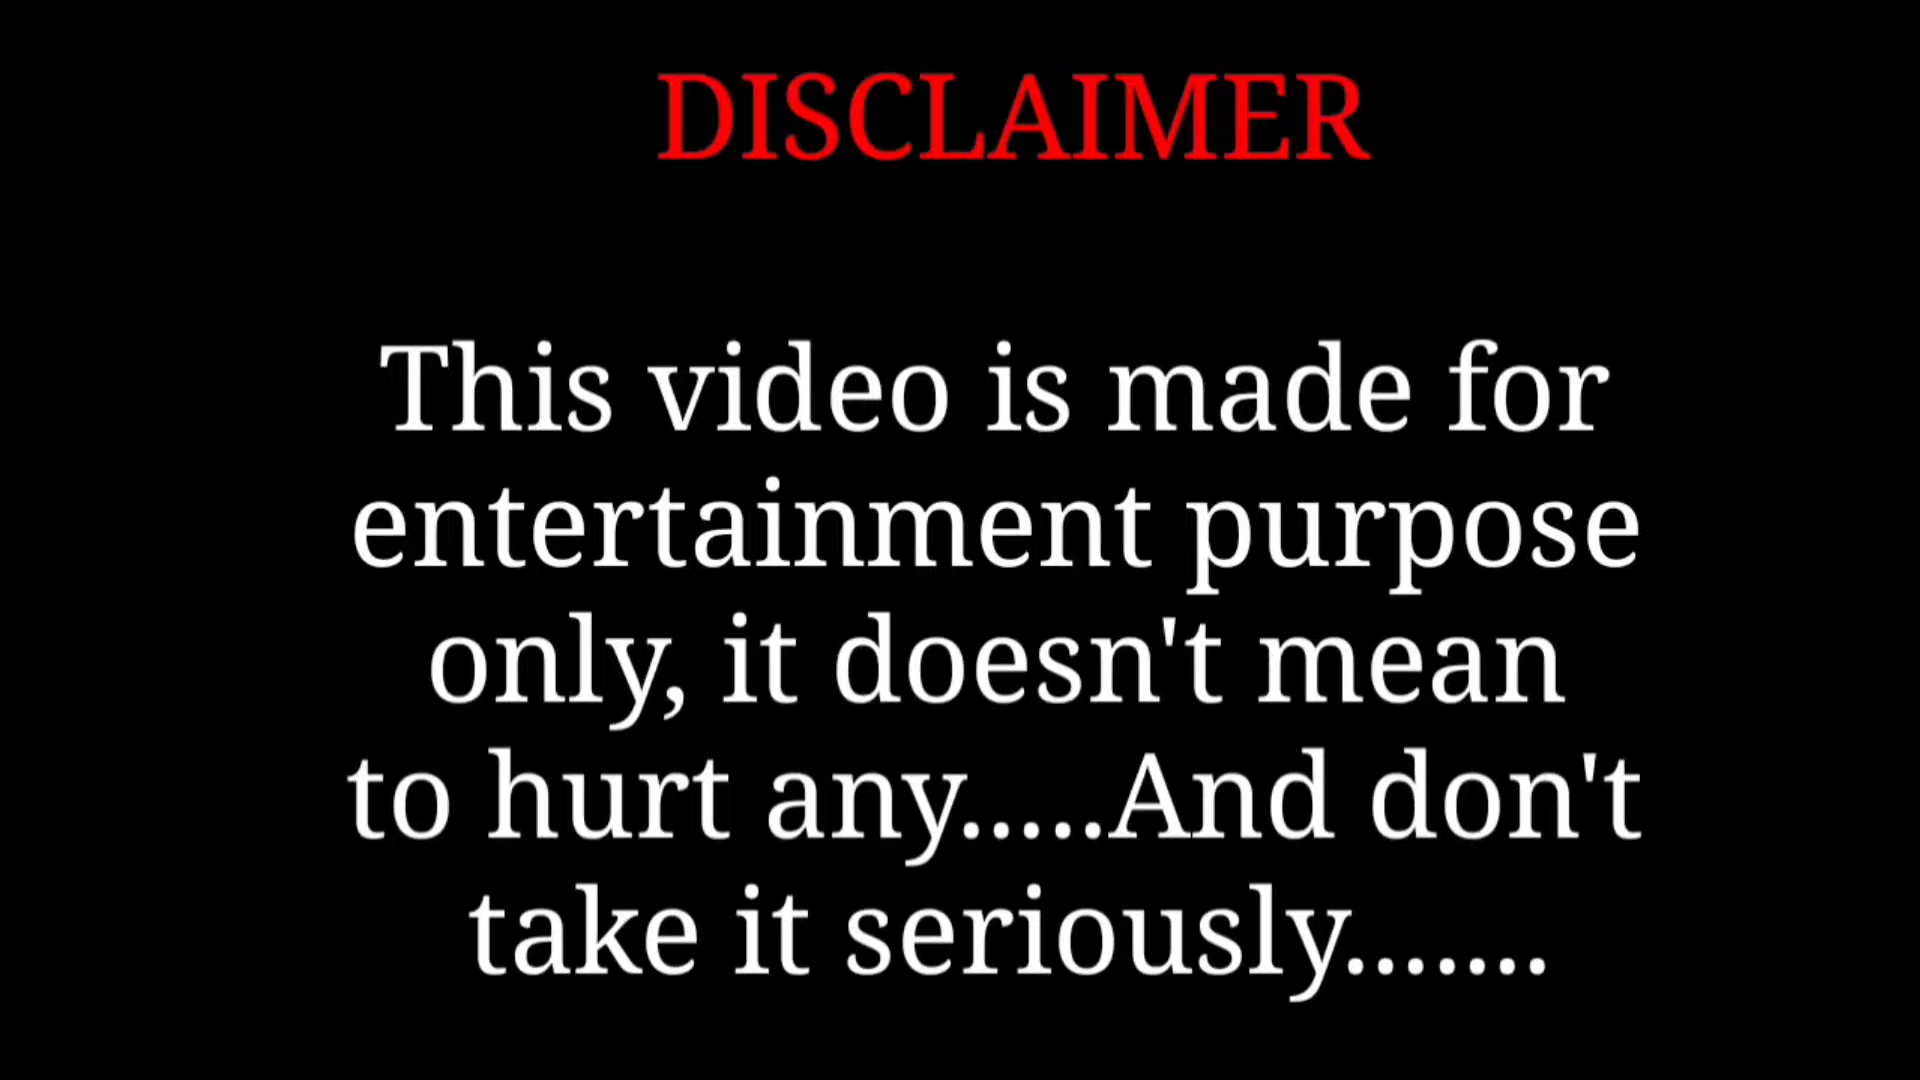 DISCLAIMER
This video is made for
entertainment purpose
only, it doesn't mean
to hurt any.....And don't
take it seriously.......